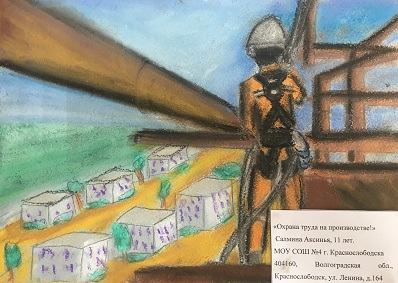 «Охрана труда на производстве!»
Салмина Аксинья, 11 лет.
МОУ СОШ №4 г. Краснослободска
404160, Волгоградская обл.,
Краснослободск, ул. Ленина, д.164